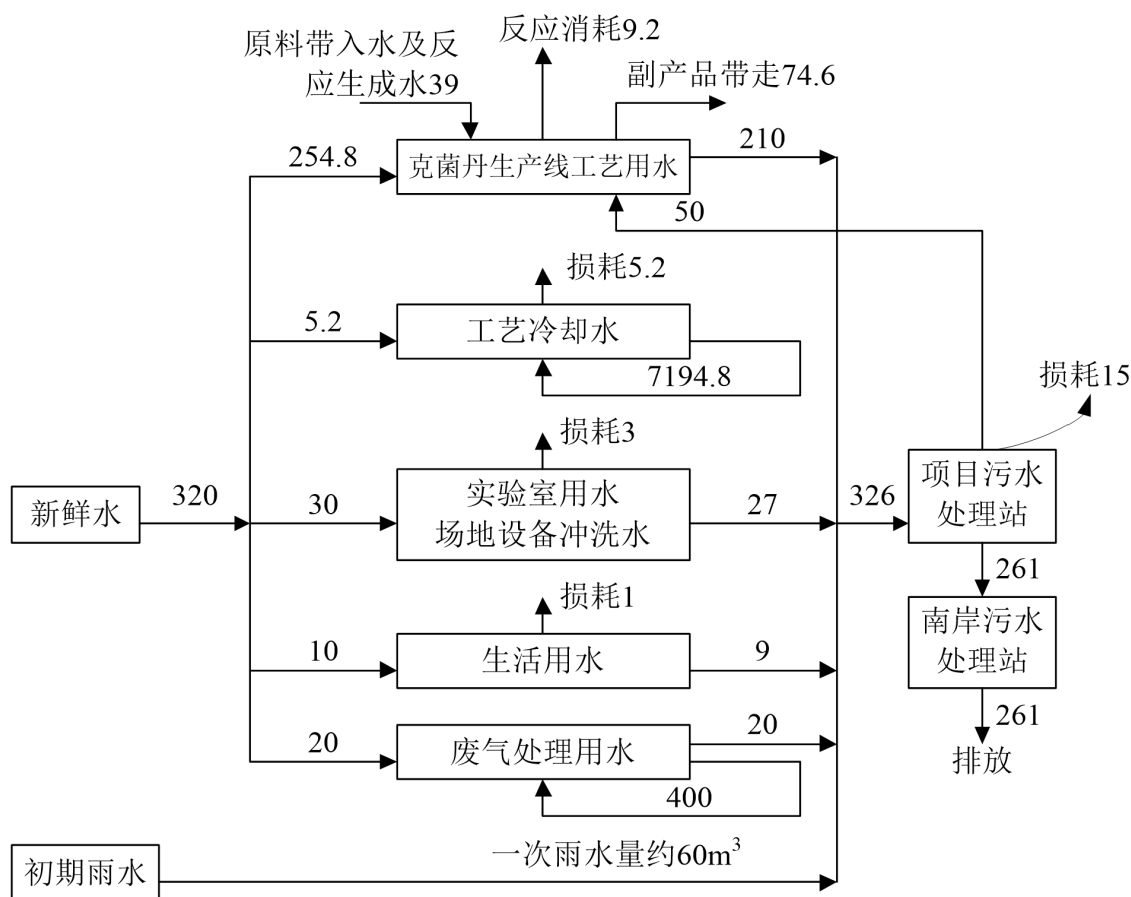 原料带入水及反
应生成水39
反应消耗9.2
副产品带走74.6
254.8
克菌丹生产线工艺用水
210
50
损耗5.2
5.2
工艺冷却水
7194.8
损耗15
损耗3
新鲜水
320
30
实验室用水
场地设备冲洗水
27
326
项目污水
处理站
261
损耗1
10
生活用水
9
南岸污水
处理站
261
排放
20
废气处理用水
20
400
初期雨水
一次雨水量约60m³